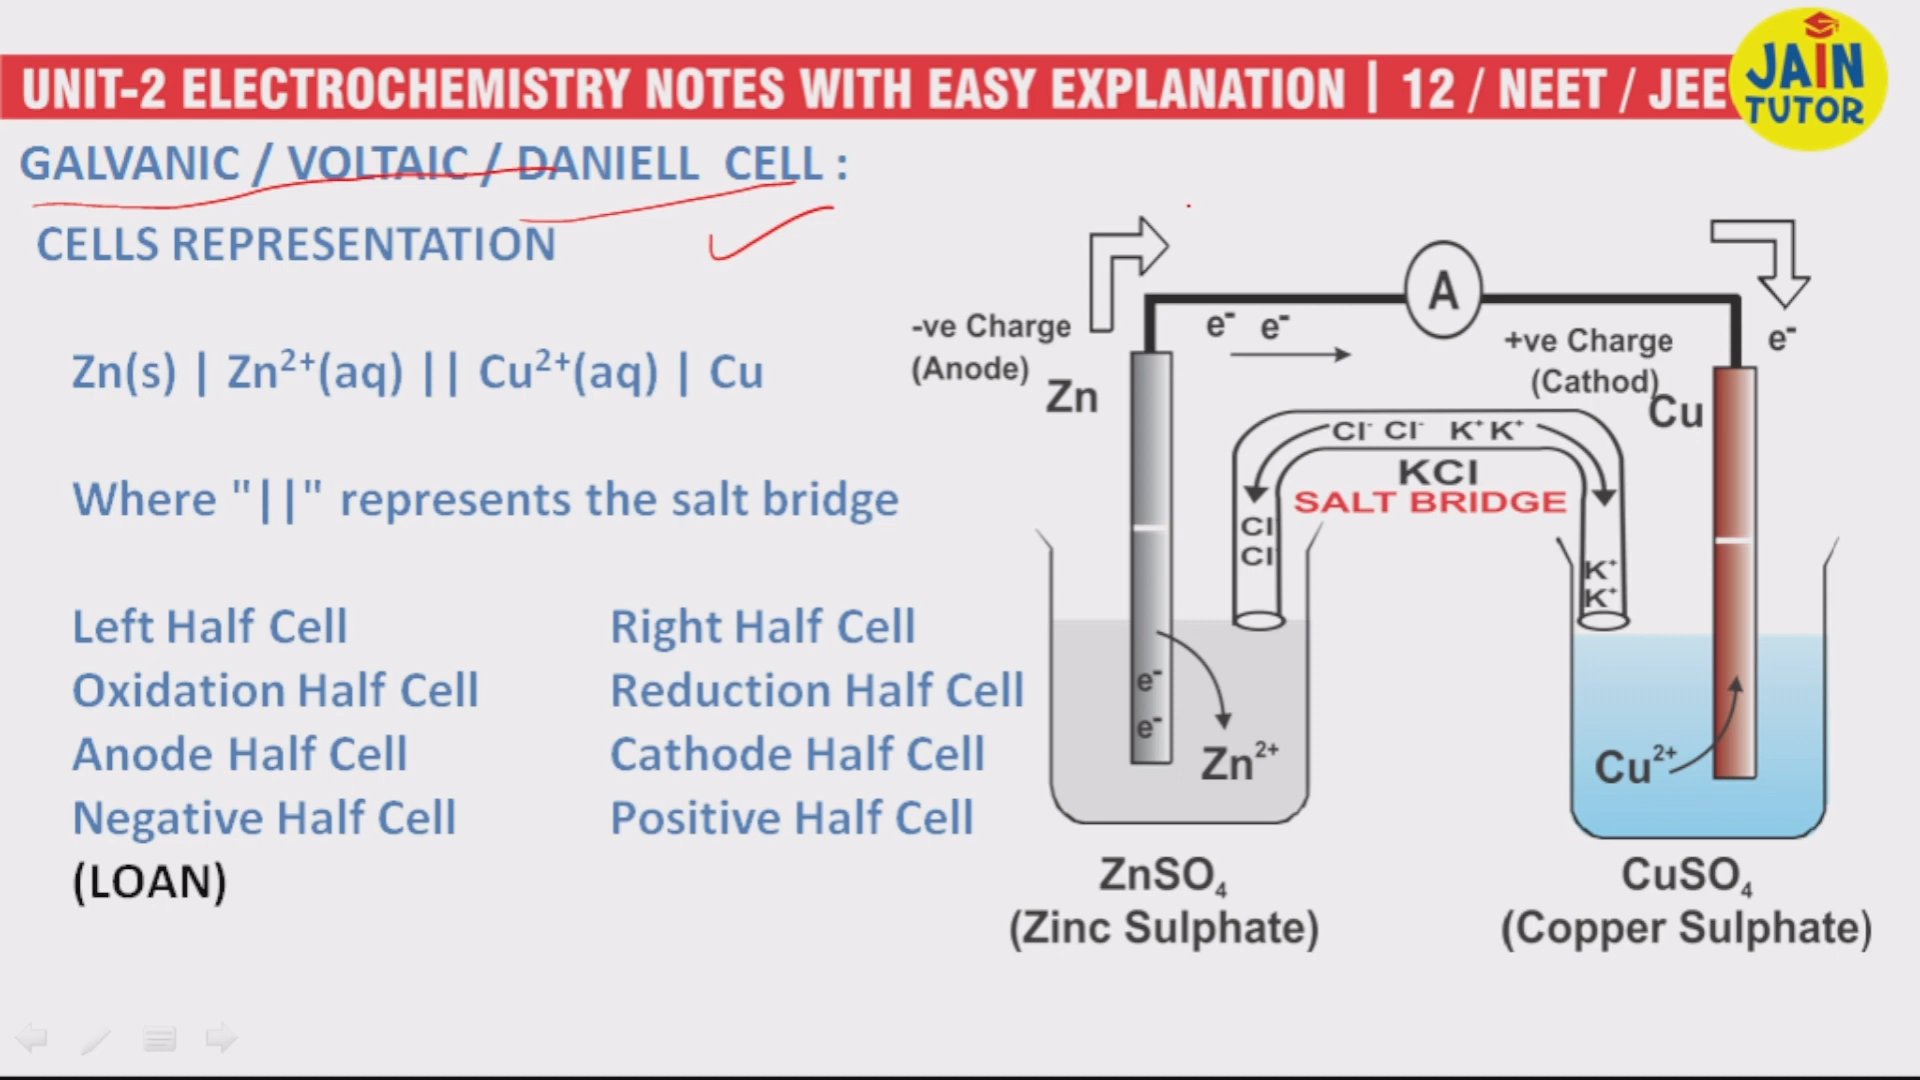 UNIT-2 ELECTROCHEMISTRY NOTES WITH EASY EXPLANATION | 12 / NEET / JEE
JAIN
TUTOR
GALVANIC / VOLTAIC / DANIELL CELL :
CELLS REPRESENTATION
Zn(s) | Zn²⁺(aq) || Cu²⁺(aq) | Cu
Where "||" represents the salt bridge
Left Half Cell
Oxidation Half Cell
Anode Half Cell
Negative Half Cell
(LOAN)
Right Half Cell
Reduction Half Cell
Cathode Half Cell
Positive Half Cell
A
e⁻ e⁻
-ve Charge
(Anode)
Zn
+ve Charge
(Cathod)
Cu
e⁻
Cl⁻ Cl⁻ K⁺ K⁺
KCl
SALT BRIDGE
Cl⁻
Cl⁻
K⁺
K⁺
e⁻
e⁻
Zn²⁺
Cu²⁺
ZnSO₄
(Zinc Sulphate)
CuSO₄
(Copper Sulphate)